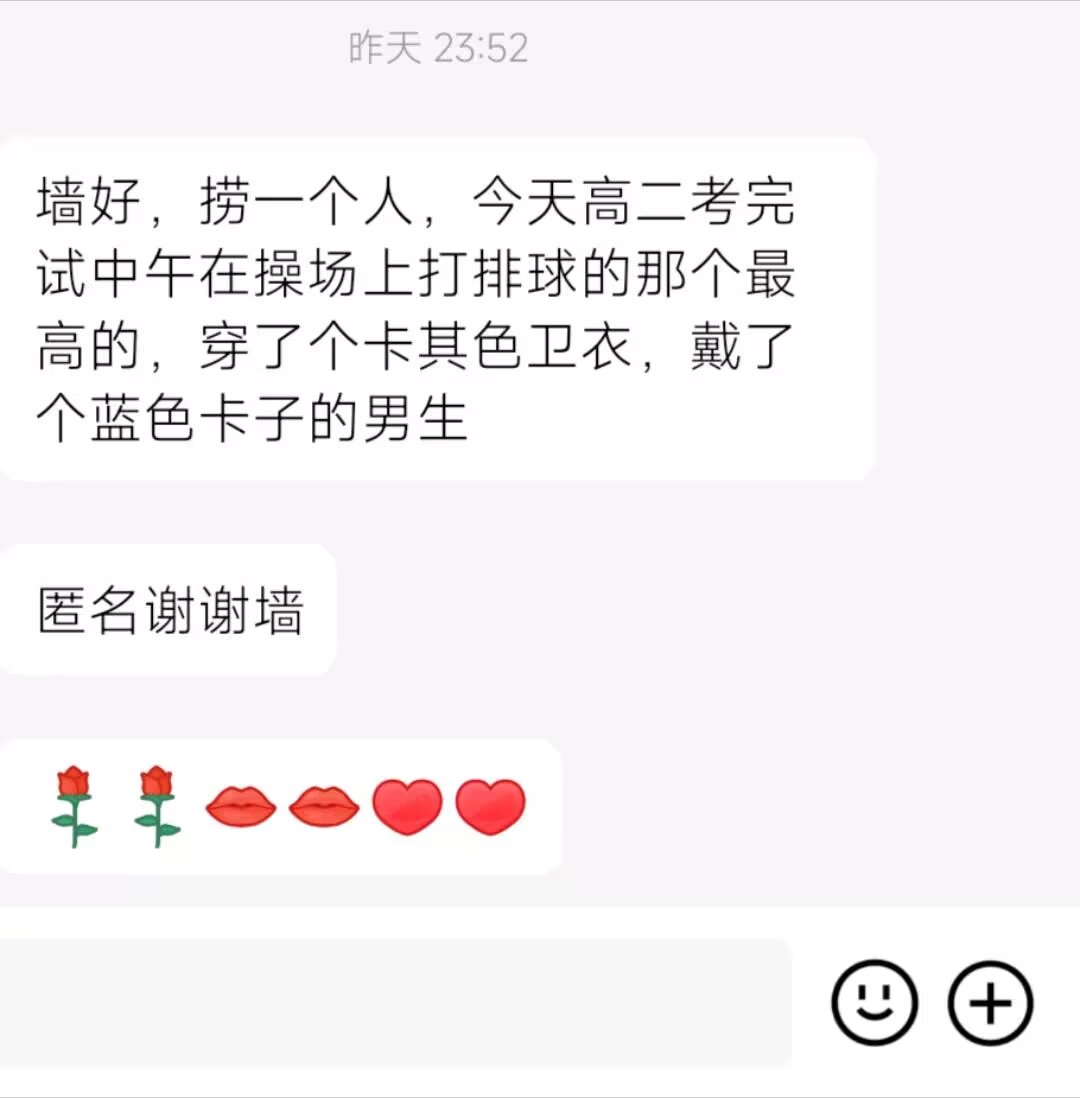 昨天 23:52
墙好，捞一个人，今天高二考完
试中午在操场上打排球的那个最
高的，穿了个卡其色卫衣，戴了
个蓝色卡子的男生
匿名谢谢墙
🌹🌹💋💋❤️❤️